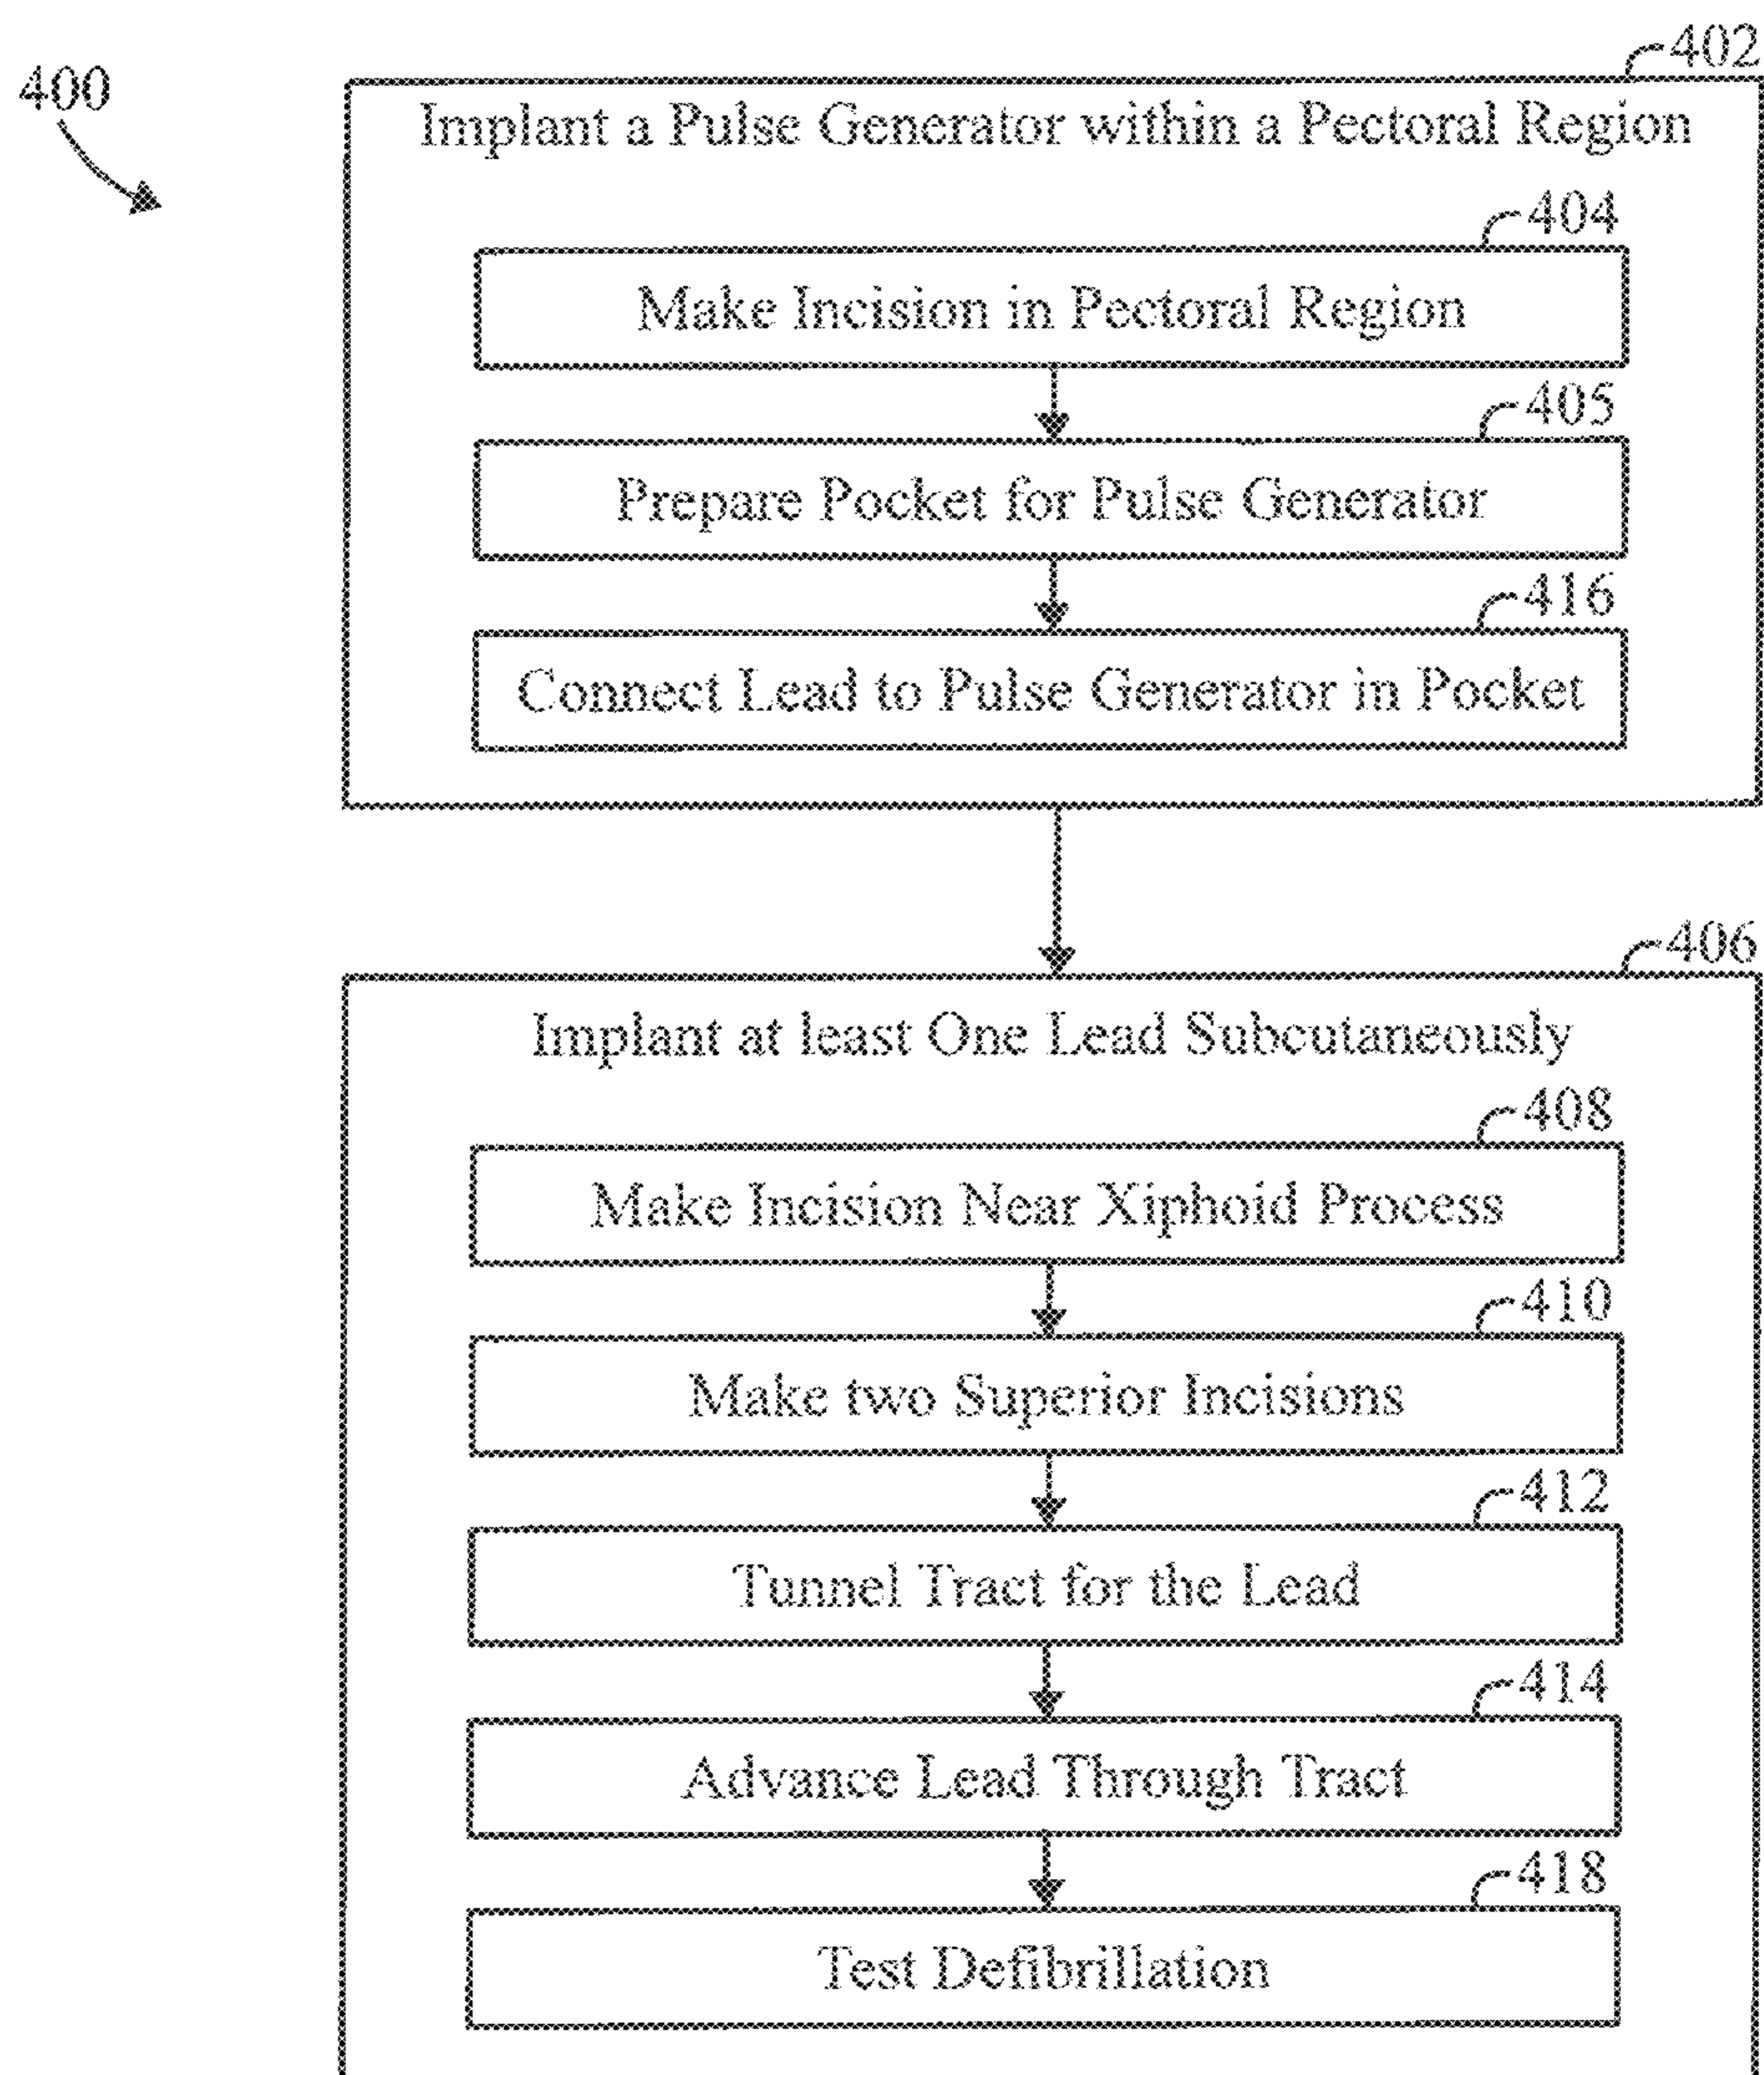 400
402
Implant a Pulse Generator within a Pectoral Region
404
Make Incision in Pectoral Region
405
Prepare Pocket for Pulse Generator
416
Connect Lead to Pulse Generator in Pocket
406
Implant at least One Lead Subcutaneously
408
Make Incision Near Xiphoid Process
410
Make two Superior Incisions
412
Tunnel Tract for the Lead
414
Advance Lead Through Tract
418
Test Defibrillation